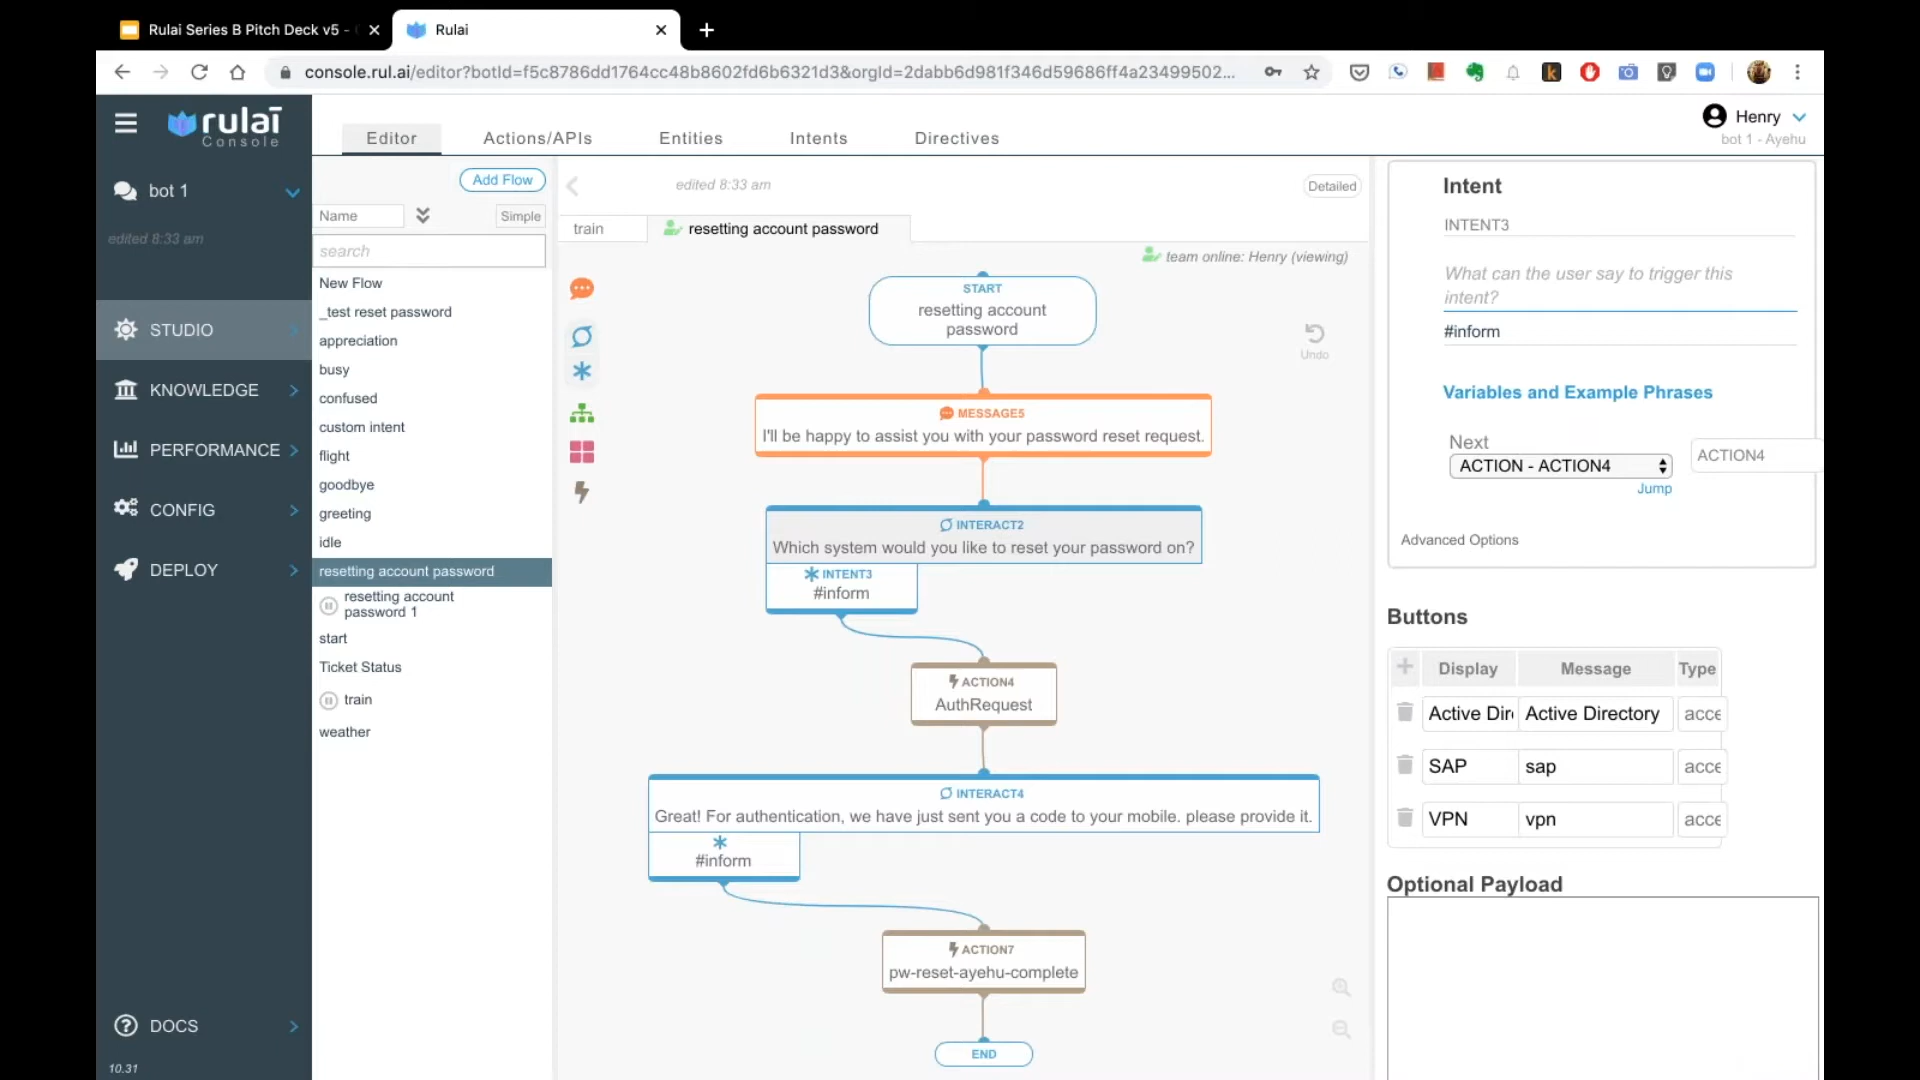 Rulai Series B Pitch Deck v5 -
Rulai
console.rul.ai/editor?botId=f5c8786dd1764cc48b8602fd6b6321d3&orgId=2dabb6d981f346d59686ff4a23499502...
rulai
Console
Editor
Actions/APIs
Entities
Intents
Directives
Henry
bot 1 - Ayehu
bot 1
edited 8:33 am
STUDIO
KNOWLEDGE
PERFORMANCE
CONFIG
DEPLOY
DOCS
10.31
Add Flow
Name
Simple
search
New Flow
_test reset password
appreciation
busy
confused
custom intent
flight
goodbye
greeting
idle
resetting account password
resetting account
password 1
start
Ticket Status
train
weather
edited 8:33 am
Detailed
train
resetting account password
team online: Henry (viewing)
Undo
START
resetting account
password
MESSAGE5
I'll be happy to assist you with your password reset request.
INTERACT2
Which system would you like to reset your password on?
INTENT3
#inform
ACTION4
AuthRequest
INTERACT4
Great! For authentication, we have just sent you a code to your mobile. please provide it.
#inform
ACTION7
pw-reset-ayehu-complete
END
Intent
INTENT3
What can the user say to trigger this
intent?
#inform
Variables and Example Phrases
Next
ACTION - ACTION4
ACTION4
Jump
Advanced Options
Buttons
Display Message Type
Active Dir Active Directory acce
SAP sap acce
VPN vpn acce
Optional Payload